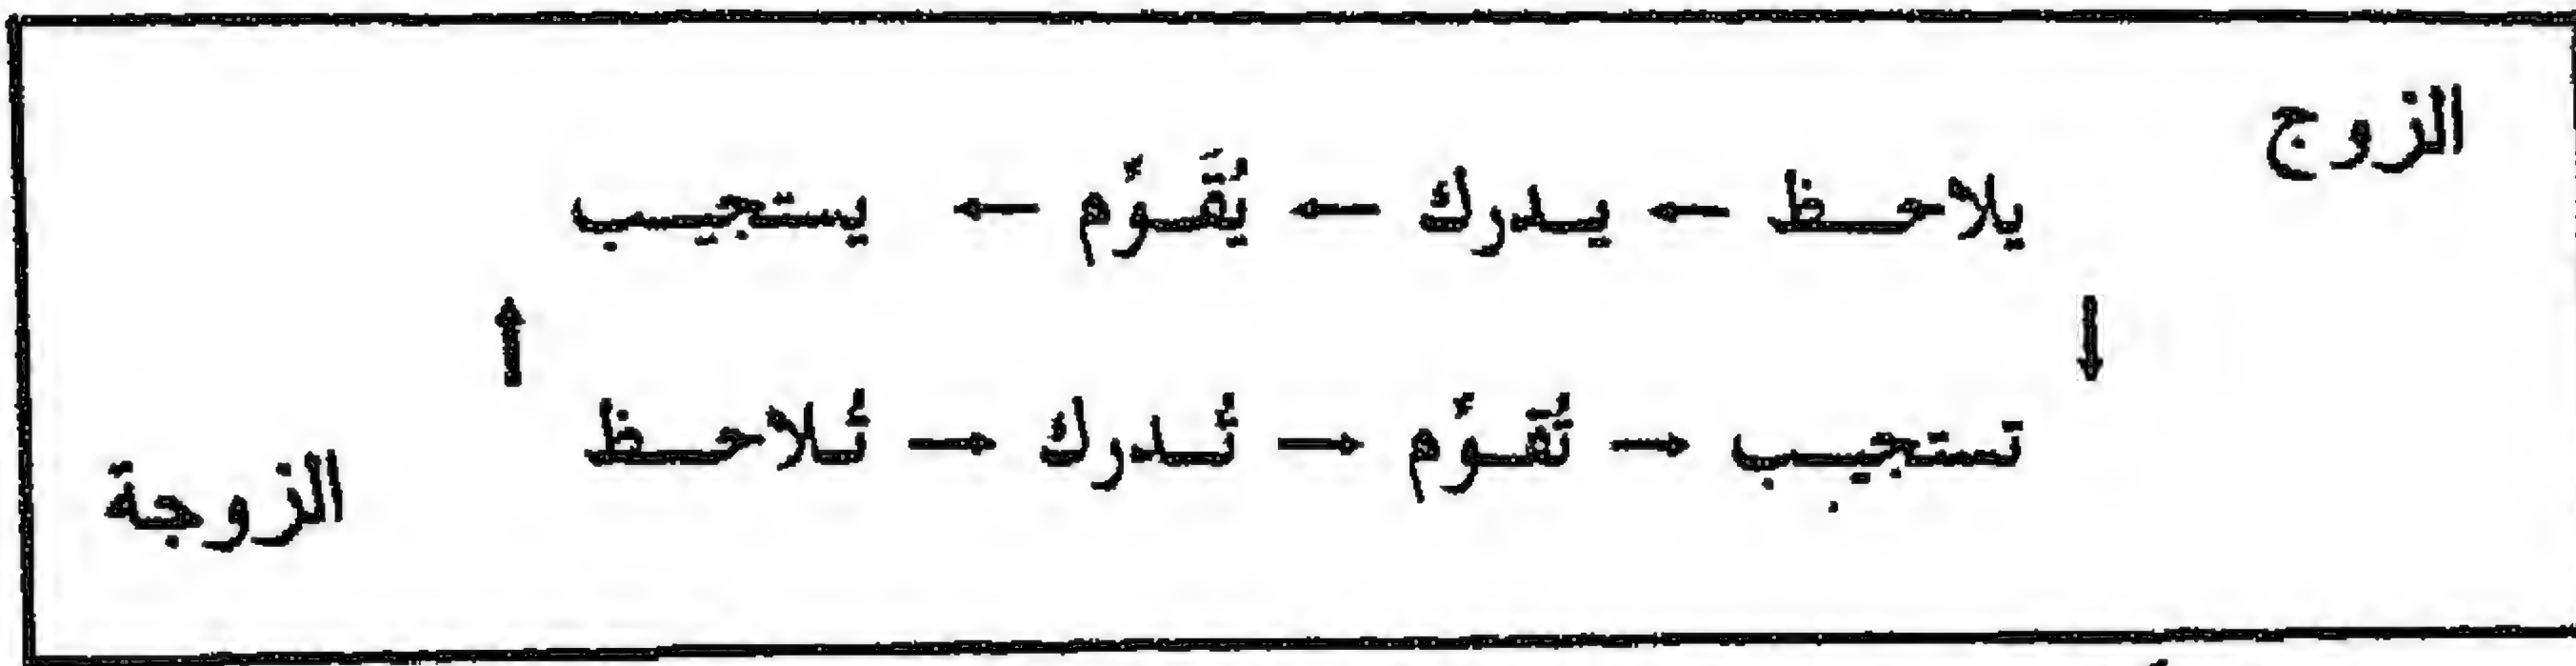 الزوج
يلاحظ ← يدرك ← يُقَوِّم ← يستجيب
↑ ↓
تستجيب → تُقَوِّم → تُدرك → تُلاحظ
الزوجة